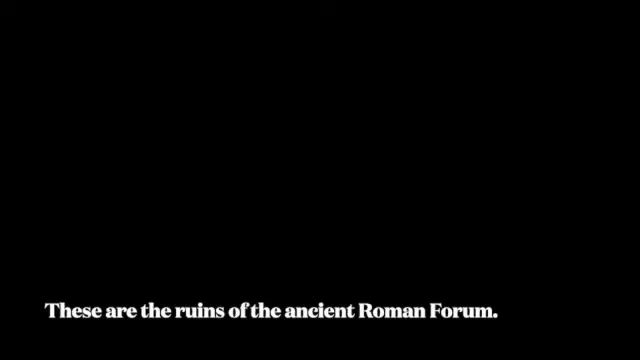 These are the ruins of the ancient Roman Forum.